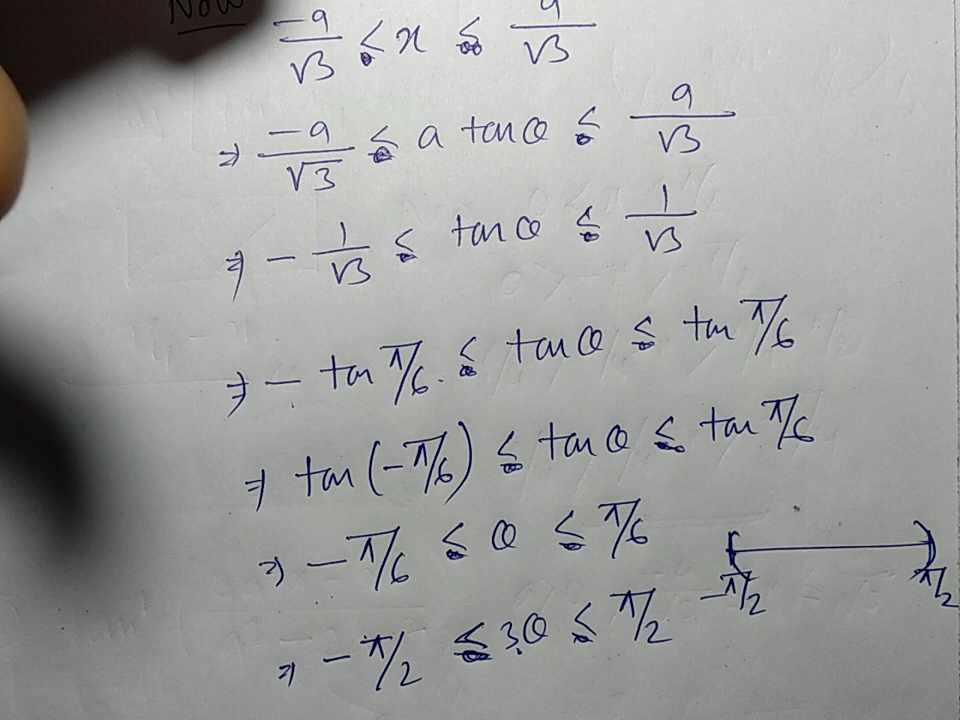 Now -a/√3 ≤ x ≤ a/√3
⇒ -a/√3 ≤ a tanθ ≤ a/√3
⇒ -1/√3 ≤ tanθ ≤ 1/√3
⇒ - tan π/6 ≤ tanθ ≤ tan π/6
⇒ tan(-π/6) ≤ tanθ ≤ tan π/6
⇒ -π/6 ≤ θ ≤ π/6
⇒ -π/2 ≤ 3θ ≤ π/2
-π/2 π/2